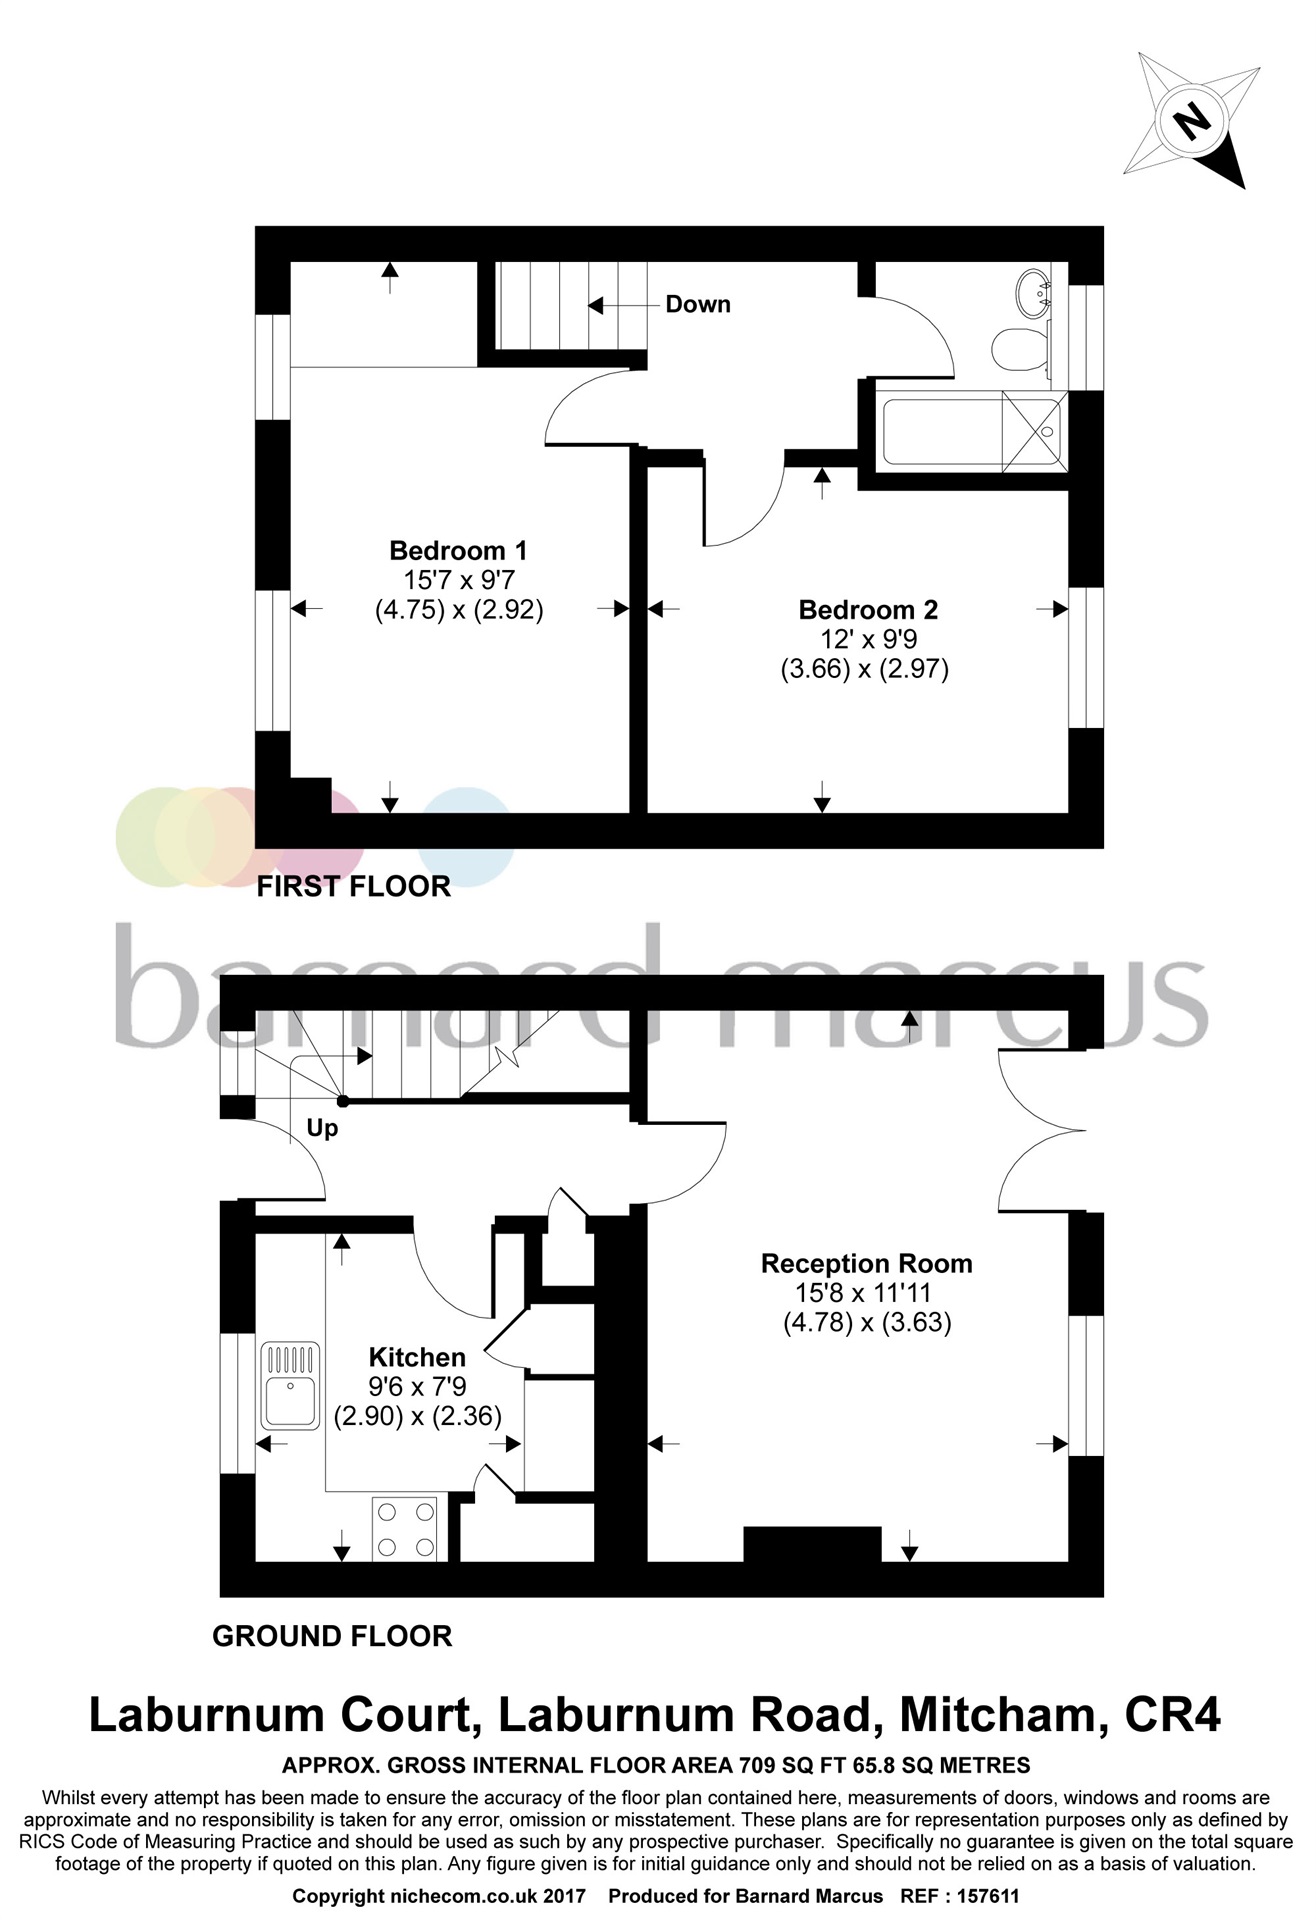 N
Down
Bedroom 1
15'7 x 9'7
(4.75) x (2.92)
Bedroom 2
12' x 9'9
(3.66) x (2.97)
FIRST FLOOR
barnard marcus
Up
Reception Room
15'8 x 11'11
(4.78) x (3.63)
Kitchen
9'6 x 7'9
(2.90) x (2.36)
GROUND FLOOR
Laburnum Court, Laburnum Road, Mitcham, CR4
APPROX. GROSS INTERNAL FLOOR AREA 709 SQ FT 65.8 SQ METRES
Whilst every attempt has been made to ensure the accuracy of the floor plan contained here, measurements of doors, windows and rooms are
approximate and no responsibility is taken for any error, omission or misstatement. These plans are for representation purposes only as defined by
RICS Code of Measuring Practice and should be used as such by any prospective purchaser. Specifically no guarantee is given on the total square
footage of the property if quoted on this plan. Any figure given is for initial guidance only and should not be relied on as a basis of valuation.
Copyright nichecom.co.uk 2017 Produced for Barnard Marcus REF : 157611